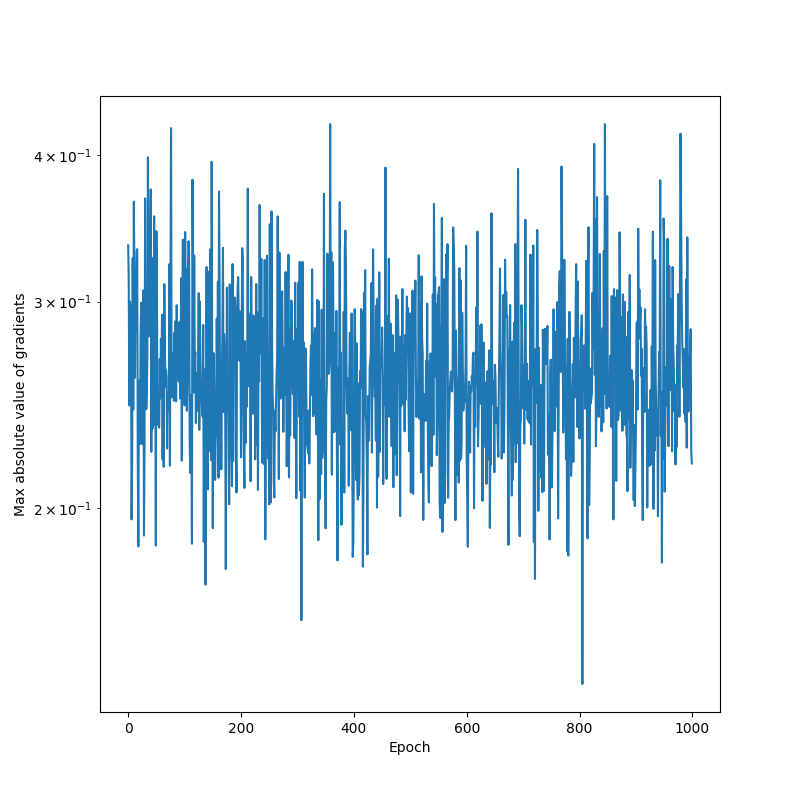 Max absolute value of gradients
4 × 10⁻¹
3 × 10⁻¹
2 × 10⁻¹
0 200 400 600 800 1000
Epoch